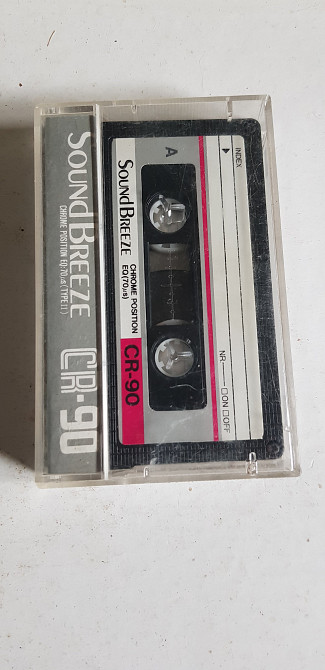 SOUNDBREEZE
CHROME POSITION EQ:70μs (TYPE II)
CR-90
INDEX
A
NR
□ON □OFF
SOUNDBREEZE
CHROME POSITION
EQ(70μs)
CR-90